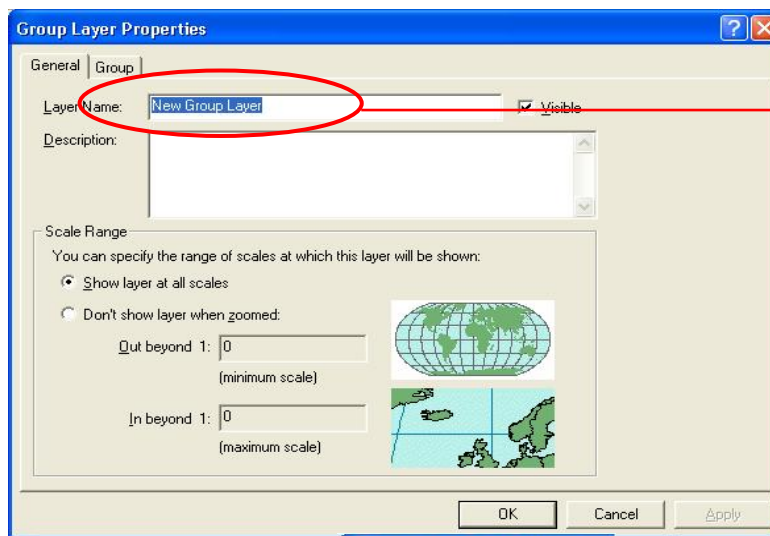 Group Layer Properties
General
Group
Layer Name: New Group Layer Visible
Description:
Scale Range
You can specify the range of scales at which this layer will be shown:
Show layer at all scales
Don't show layer when zoomed:
Out beyond 1: 0
(minimum scale)
In beyond 1: 0
(maximum scale)
OK Cancel Apply